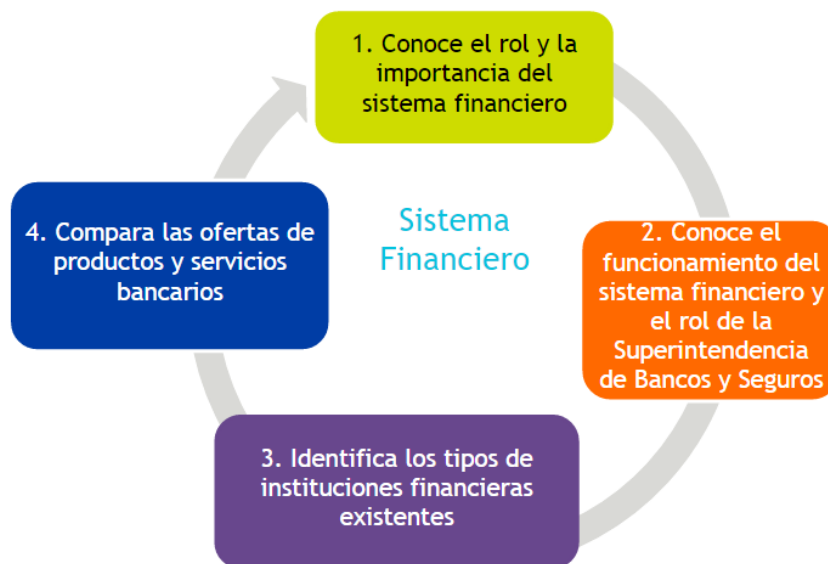 1. Conoce el rol y la
importancia del
sistema financiero
Sistema
Financiero
2. Conoce el
funcionamiento del
sistema financiero y
el rol de la
Superintendencia
de Bancos y Seguros
3. Identifica los tipos de
instituciones financieras
existentes
4. Compara las ofertas de
productos y servicios
bancarios